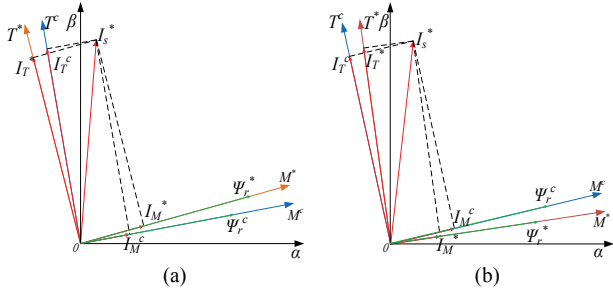 T* T^c β I_s*
I_T* I_T^c
Ψ_r* M*
I_M* Ψ_r^c M^c
I_M^c
0 α
(a)
T^c T* β I_s*
I_T^c I_T*
Ψ_r^c M^c
I_M^c M*
I_M* Ψ_r*
0 α
(b)